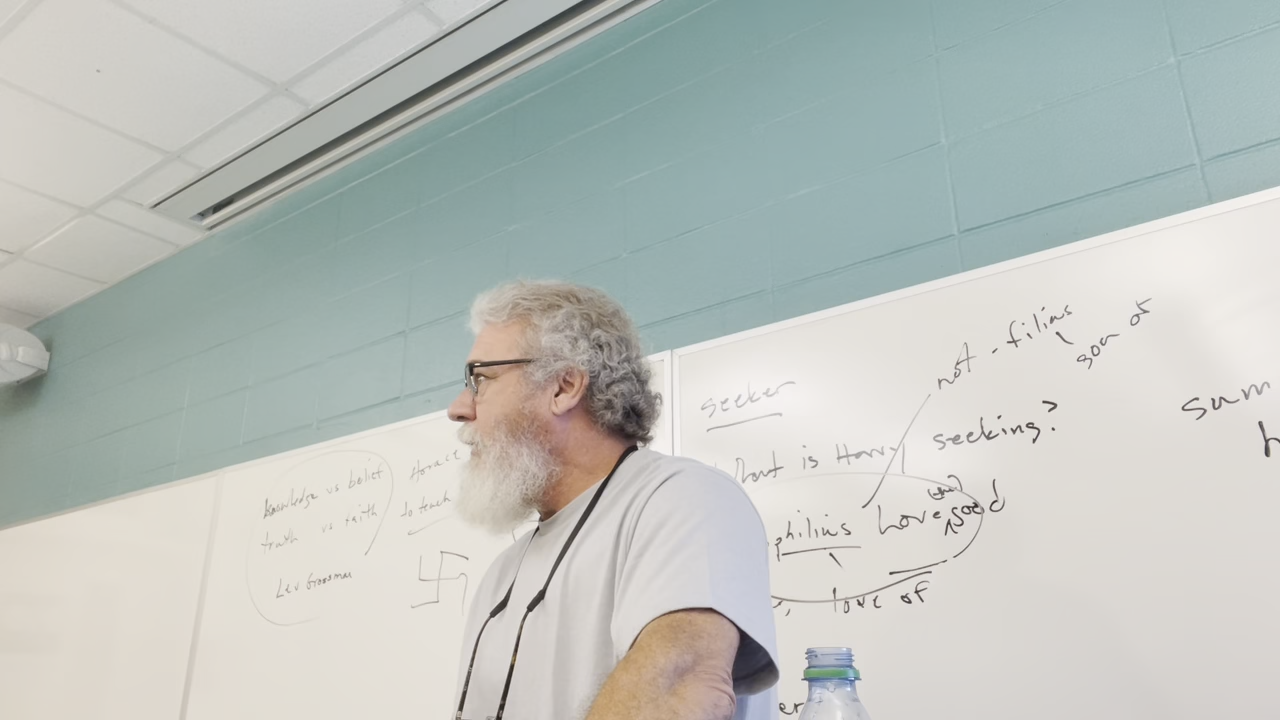 knowledge vs belief
truth vs faith
Lev Grossman
Horace
to teach
seeker
not - filius
son of
What is Harry seeking?
philius Love good
love of
sum
h
er